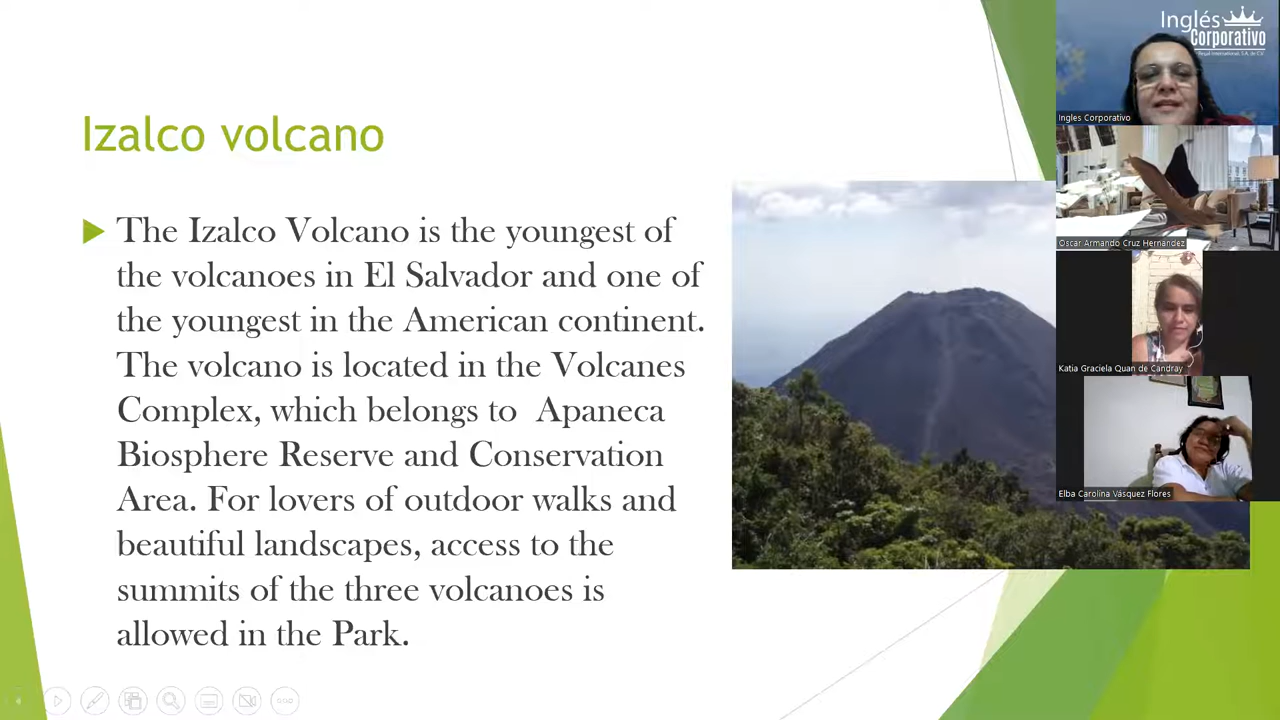 Izalco volcano
The Izalco Volcano is the youngest of
the volcanoes in El Salvador and one of
the youngest in the American continent.
The volcano is located in the Volcanes
Complex, which belongs to Apaneca
Biosphere Reserve and Conservation
Area. For lovers of outdoor walks and
beautiful landscapes, access to the
summits of the three volcanoes is
allowed in the Park.
Inglés
Corporativo
Ingles Corporativo
Oscar Armando Cruz Hernandez
Katia Graciela Quan de Candray
Elba Carolina Vásquez Flores